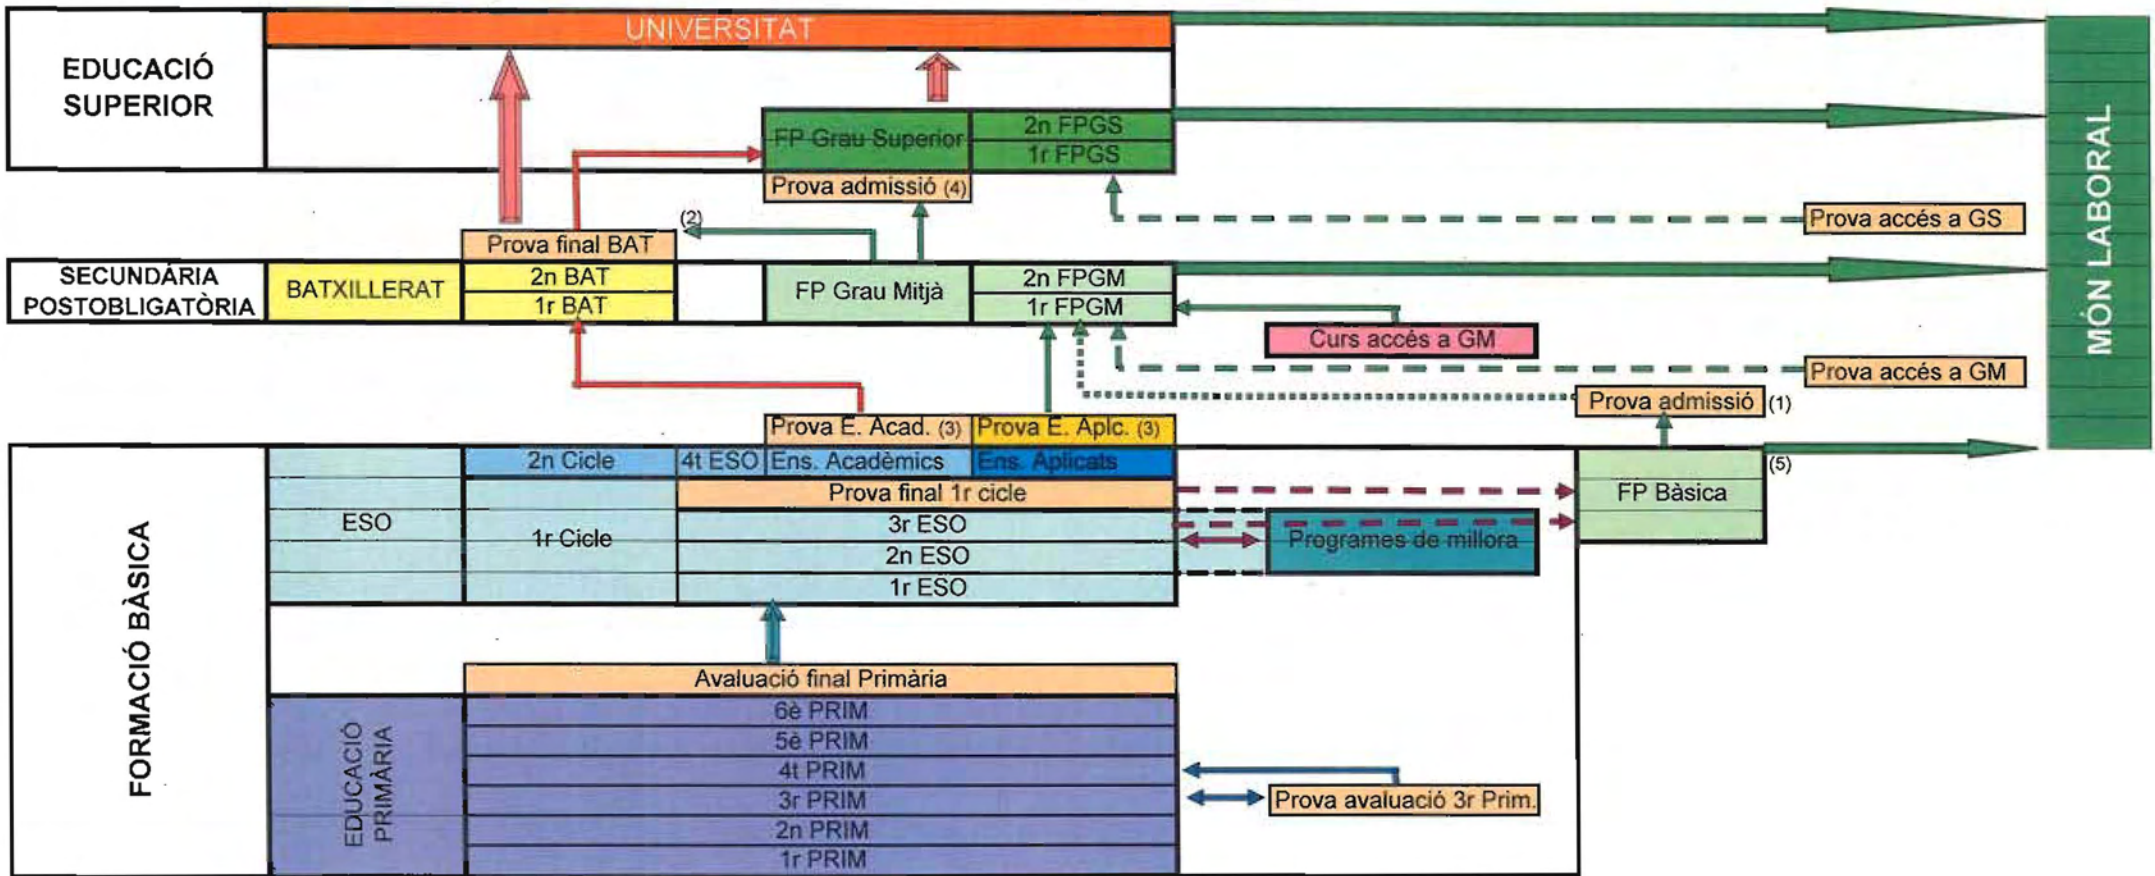 UNIVERSITAT
EDUCACIÓ
SUPERIOR
FP Grau Superior
2n FPGS
1r FPGS
Prova admissió (4)
Prova accés a GS
(2)
Prova final BAT
SECUNDÀRIA
POSTOBLIGATÒRIA
BATXILLERAT
2n BAT
1r BAT
FP Grau Mitjà
2n FPGM
1r FPGM
Curs accés a GM
Prova accés a GM
Prova admissió (1)
MÓN LABORAL
Prova E. Acad. (3)
Prova E. Aplc. (3)
FORMACIÓ BÀSICA
ESO
2n Cicle
4t ESO
Ens. Acadèmics
Ens. Aplicats
(5)
FP Bàsica
1r Cicle
Prova final 1r cicle
3r ESO
2n ESO
1r ESO
Programes de millora
Avaluació final Primària
EDUCACIÓ
PRIMÀRIA
6è PRIM
5è PRIM
4t PRIM
3r PRIM
2n PRIM
1r PRIM
Prova avaluació 3r Prim.